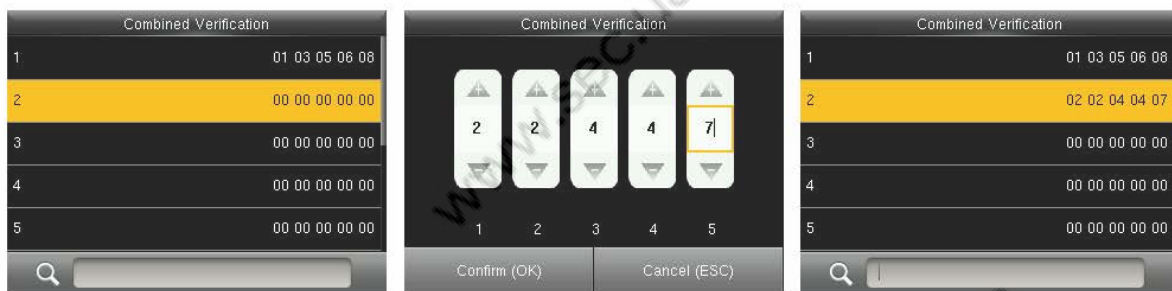 Combined Verification
1 01 03 05 06 08
2 00 00 00 00 00
3 00 00 00 00 00
4 00 00 00 00 00
5 00 00 00 00 00
Combined Verification
2 2 4 4 7
1 2 3 4 5
Confirm (OK) Cancel (ESC)
Combined Verification
1 01 03 05 06 08
2 02 02 04 04 07
3 00 00 00 00 00
4 00 00 00 00 00
5 00 00 00 00 00